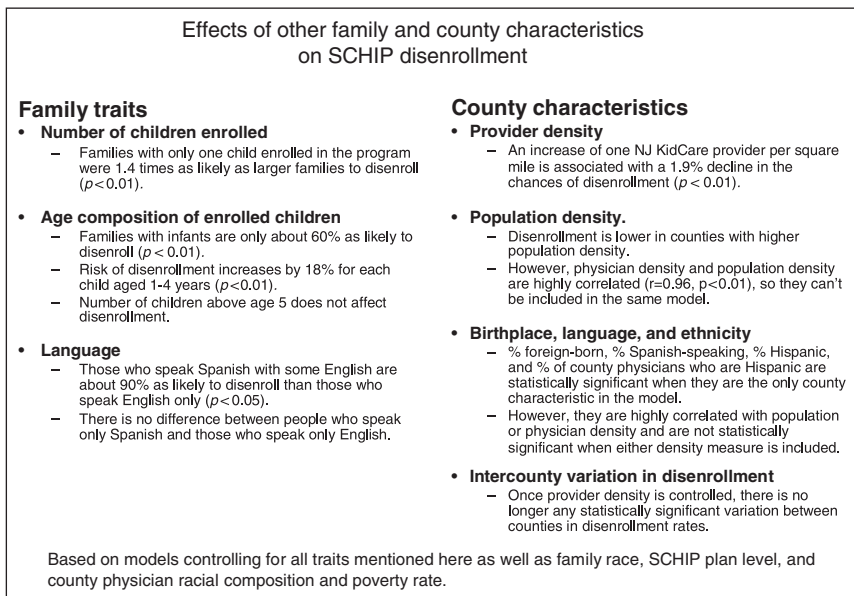 Effects of other family and county characteristics
on SCHIP disenrollment
Family traits
• Number of children enrolled
– Families with only one child enrolled in the program
were 1.4 times as likely as larger families to disenroll
(p<0.01).
• Age composition of enrolled children
– Families with infants are only about 60% as likely to
disenroll (p < 0.01).
– Risk of disenrollment increases by 18% for each
child aged 1-4 years (p<0.01).
– Number of children above age 5 does not affect
disenrollment.
• Language
– Those who speak Spanish with some English are
about 90% as likely to disenroll than those who
speak English only (p<0.05).
– There is no difference between people who speak
only Spanish and those who speak only English.
County characteristics
• Provider density
– An increase of one NJ KidCare provider per square
mile is associated with a 1.9% decline in the
chances of disenrollment (p < 0.01).
• Population density.
– Disenrollment is lower in counties with higher
population density.
– However, physician density and population density
are highly correlated (r=0.96, p<0.01), so they can't
be included in the same model.
• Birthplace, language, and ethnicity
– % foreign-born, % Spanish-speaking, % Hispanic,
and % of county physicians who are Hispanic are
statistically significant when they are the only county
characteristic in the model.
– However, they are highly correlated with population
or physician density and are not statistically
significant when either density measure is included.
• Intercounty variation in disenrollment
– Once provider density is controlled, there is no
longer any statistically significant variation between
counties in disenrollment rates.
Based on models controlling for all traits mentioned here as well as family race, SCHIP plan level, and
county physician racial composition and poverty rate.